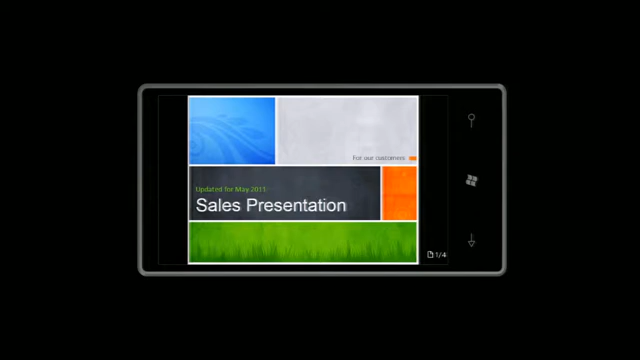 For our customers
Updated for May 2011
Sales Presentation
1/4